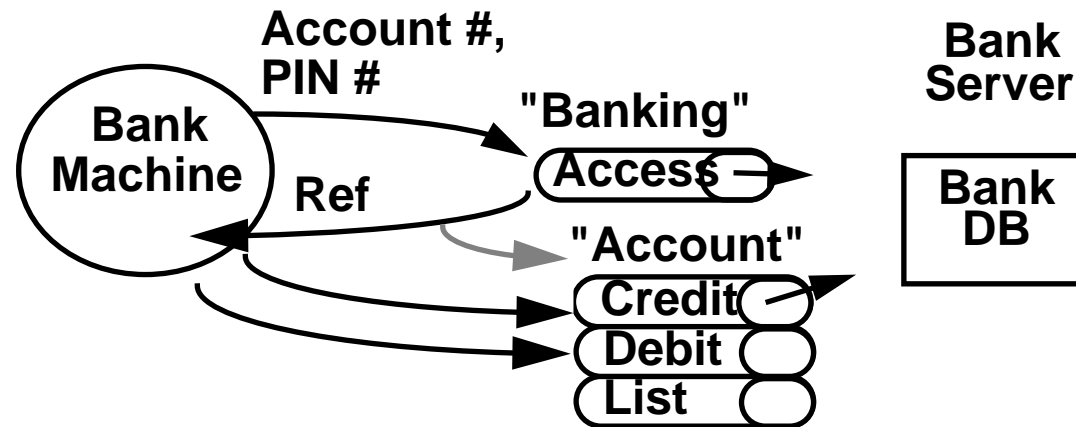 Account #,
PIN #
Bank
Server
"Banking"
Bank
Machine
Access
Ref
Bank
DB
"Account"
Credit
Debit
List